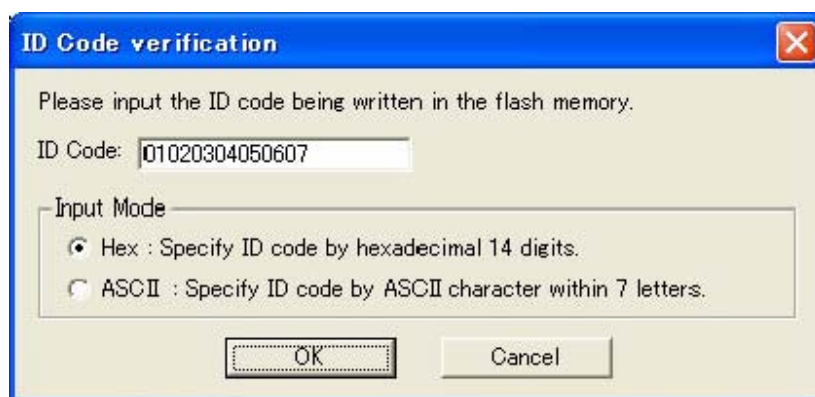 ID Code verification
Please input the ID code being written in the flash memory.
ID Code: 01020304050607
Input Mode
Hex : Specify ID code by hexadecimal 14 digits.
ASCII : Specify ID code by ASCII character within 7 letters.
OK Cancel